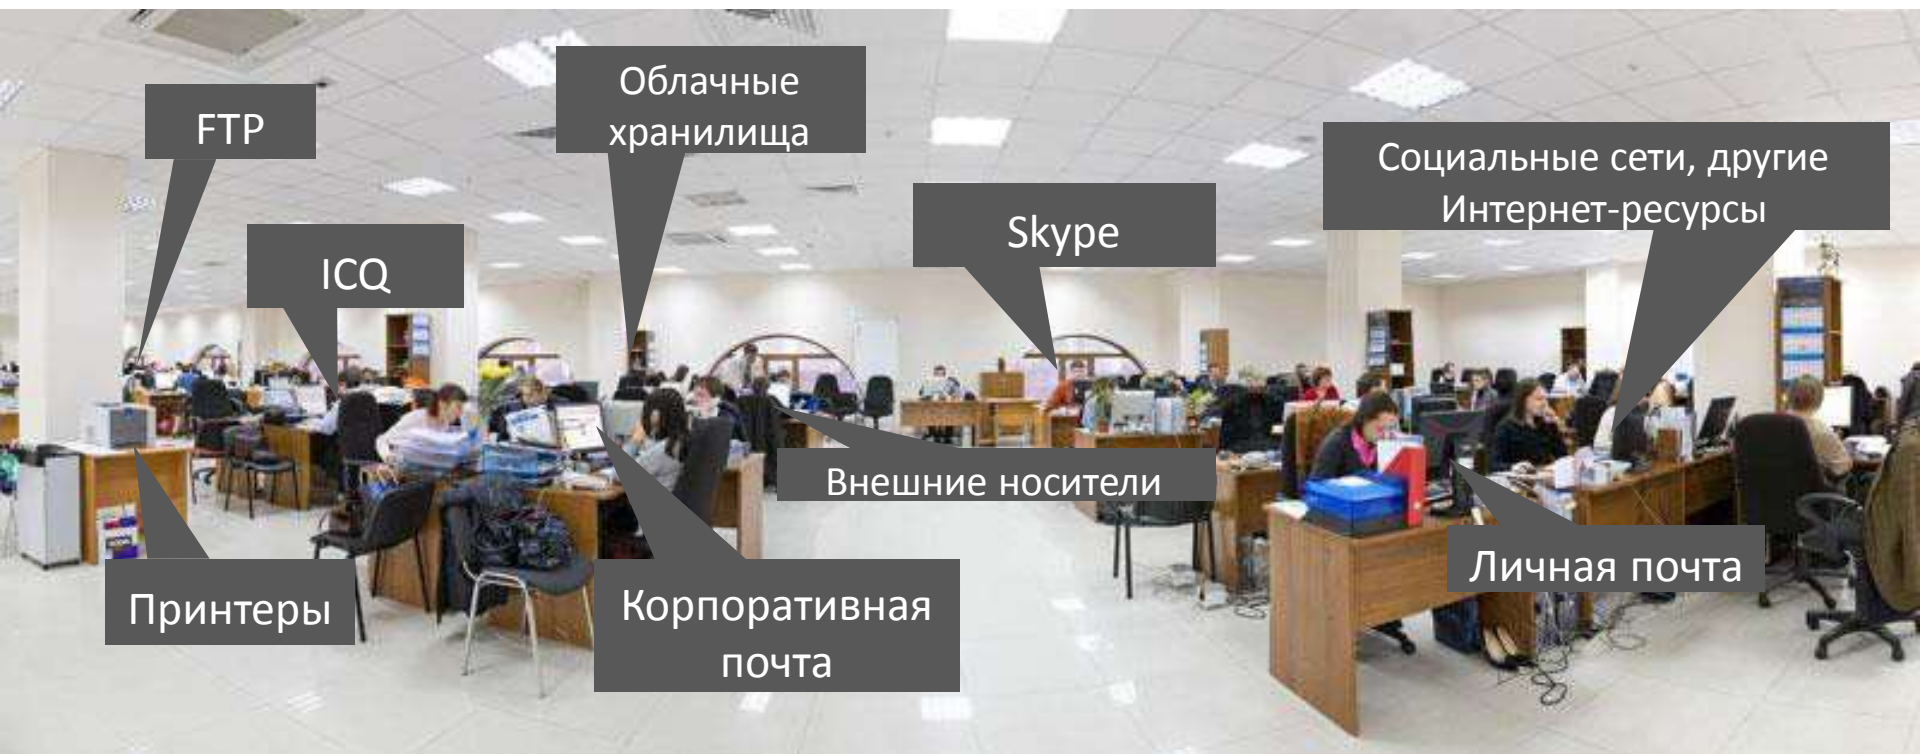 FTP
Облачные
хранилища
Социальные сети, другие
Интернет-ресурсы
Skype
ICQ
Внешние носители
Личная почта
Принтеры
Корпоративная
почта